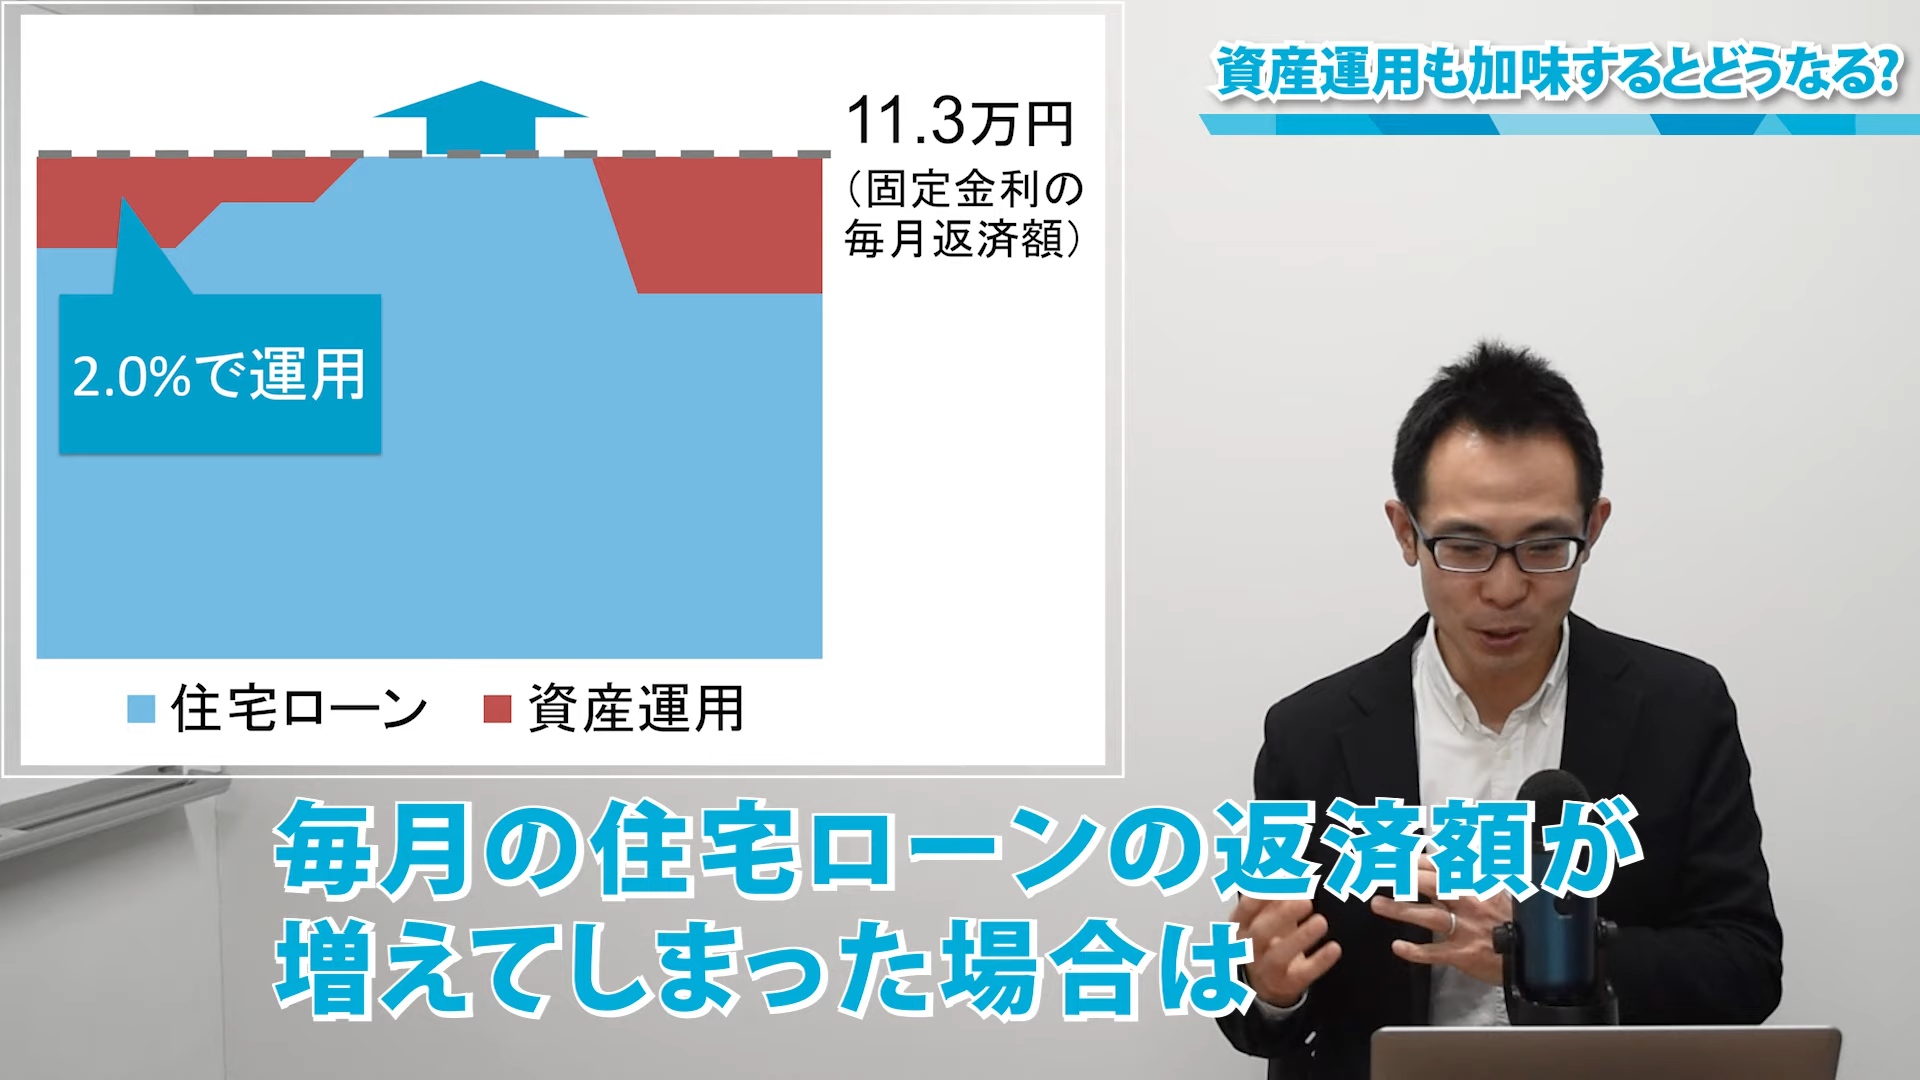 資産運用も加味するとどうなる?
11.3万円
(固定金利の
毎月返済額)
2.0%で運用
住宅ローン 資産運用
毎月の住宅ローンの返済額が
増えてしまった場合は